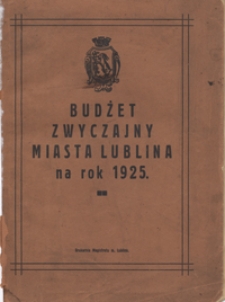 BUDŻET
ZWYCZAJNY
MIASTA LUBLINA
na rok 1925.